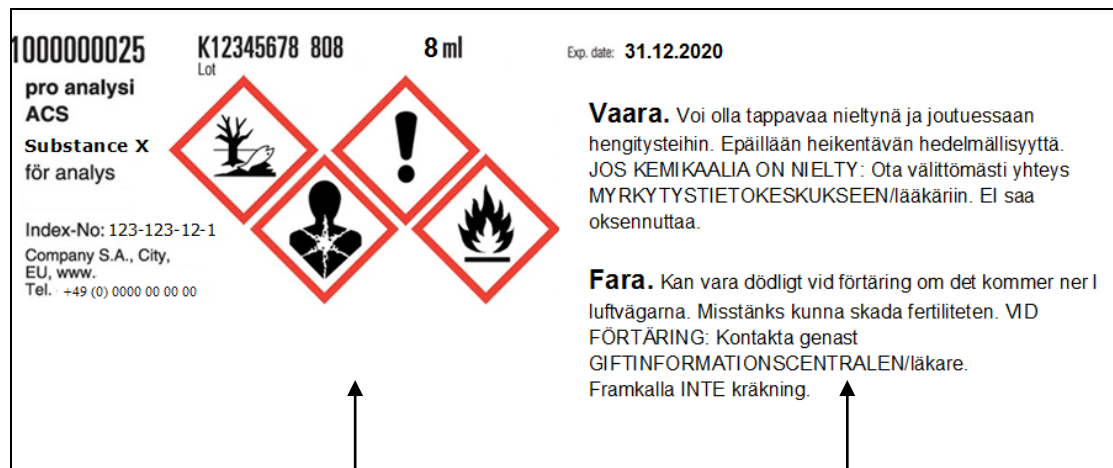 1000000025
K12345678 808
Lot
8 ml
Exp. date: 31.12.2020
pro analysi
ACS
Substance X
för analys
Index-No: 123-123-12-1
Company S.A., City,
EU, www.
Tel. +49 (0) 0000 00 00 00
Vaara. Voi olla tappavaa nieltynä ja joutuessaan
hengitysteihin. Epäillään heikentävän hedelmällisyyttä.
JOS KEMIKAALIA ON NIELTY: Ota välittömästi yhteys
MYRKYTYSTIETOKESKUKSEEN/lääkäriin. EI saa
oksennuttaa.
Fara. Kan vara dödligt vid förtäring om det kommer ner I
luftvägarna. Misstänks kunna skada fertiliteten. VID
FÖRTÄRING: Kontakta genast
GIFTINFORMATIONSCENTRALEN/läkare.
Framkalla INTE kräkning.